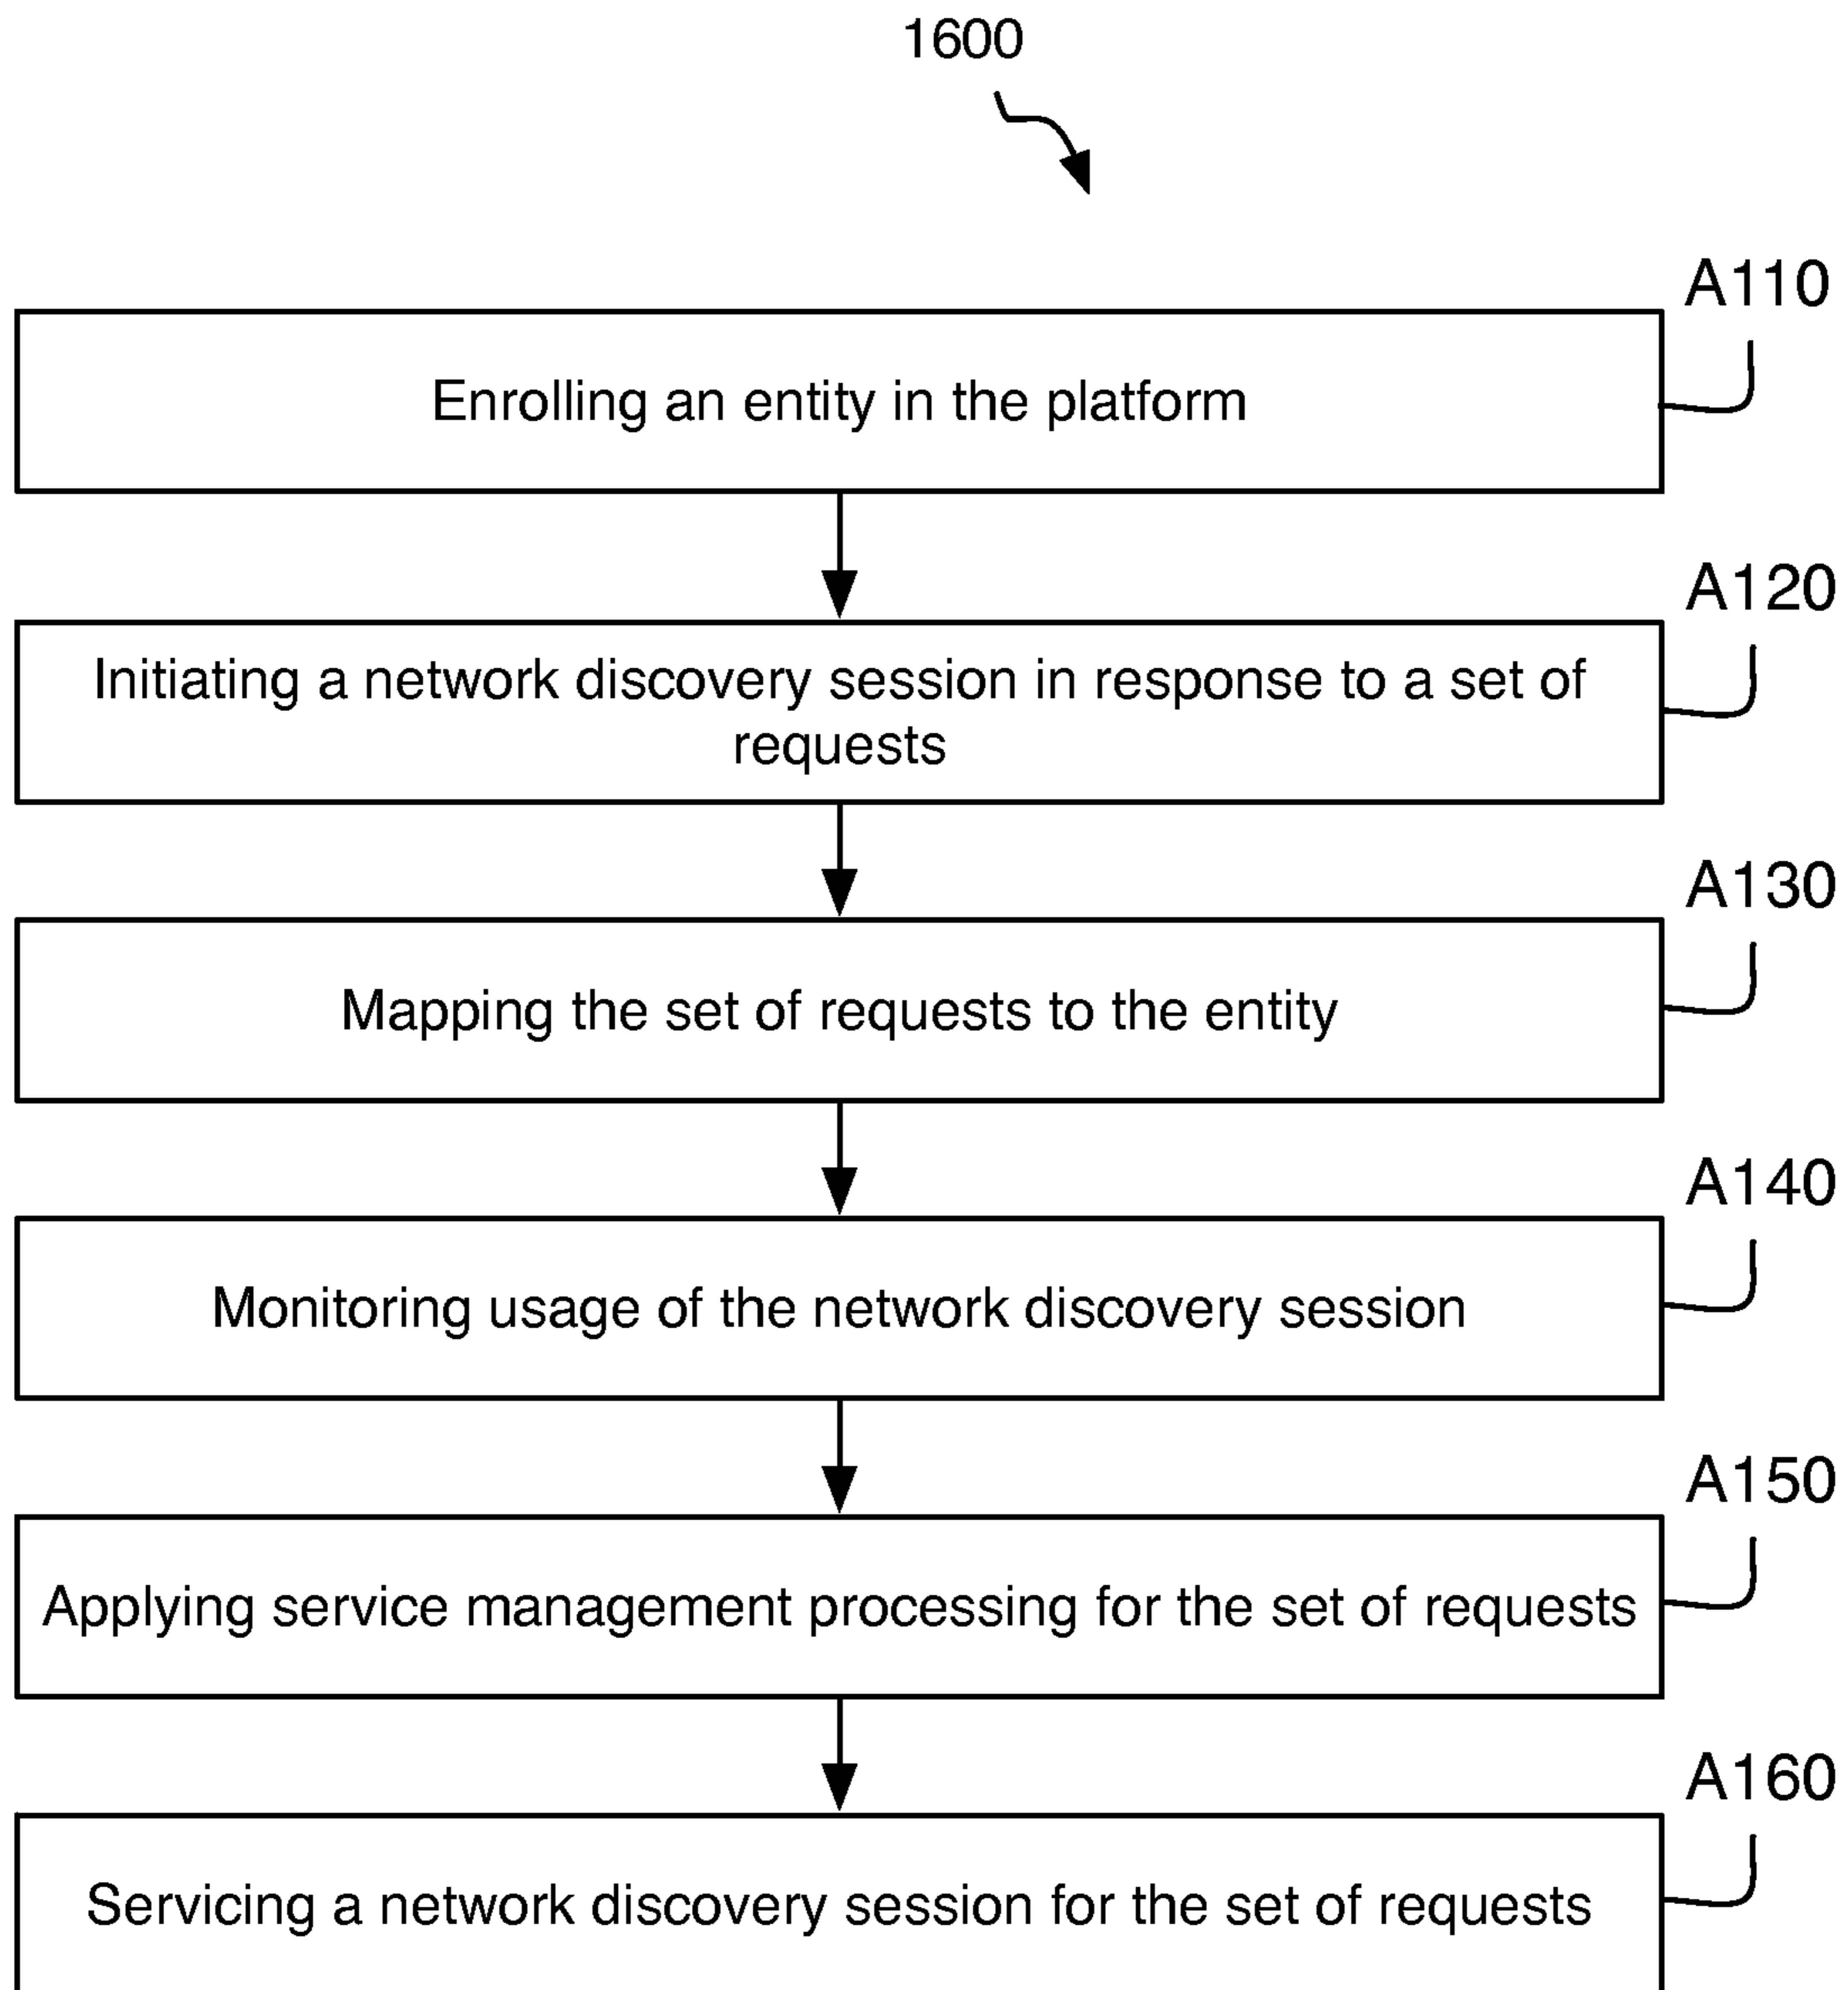 1600
A110
Enrolling an entity in the platform
A120
Initiating a network discovery session in response to a set of
requests
A130
Mapping the set of requests to the entity
A140
Monitoring usage of the network discovery session
A150
Applying service management processing for the set of requests
A160
Servicing a network discovery session for the set of requests